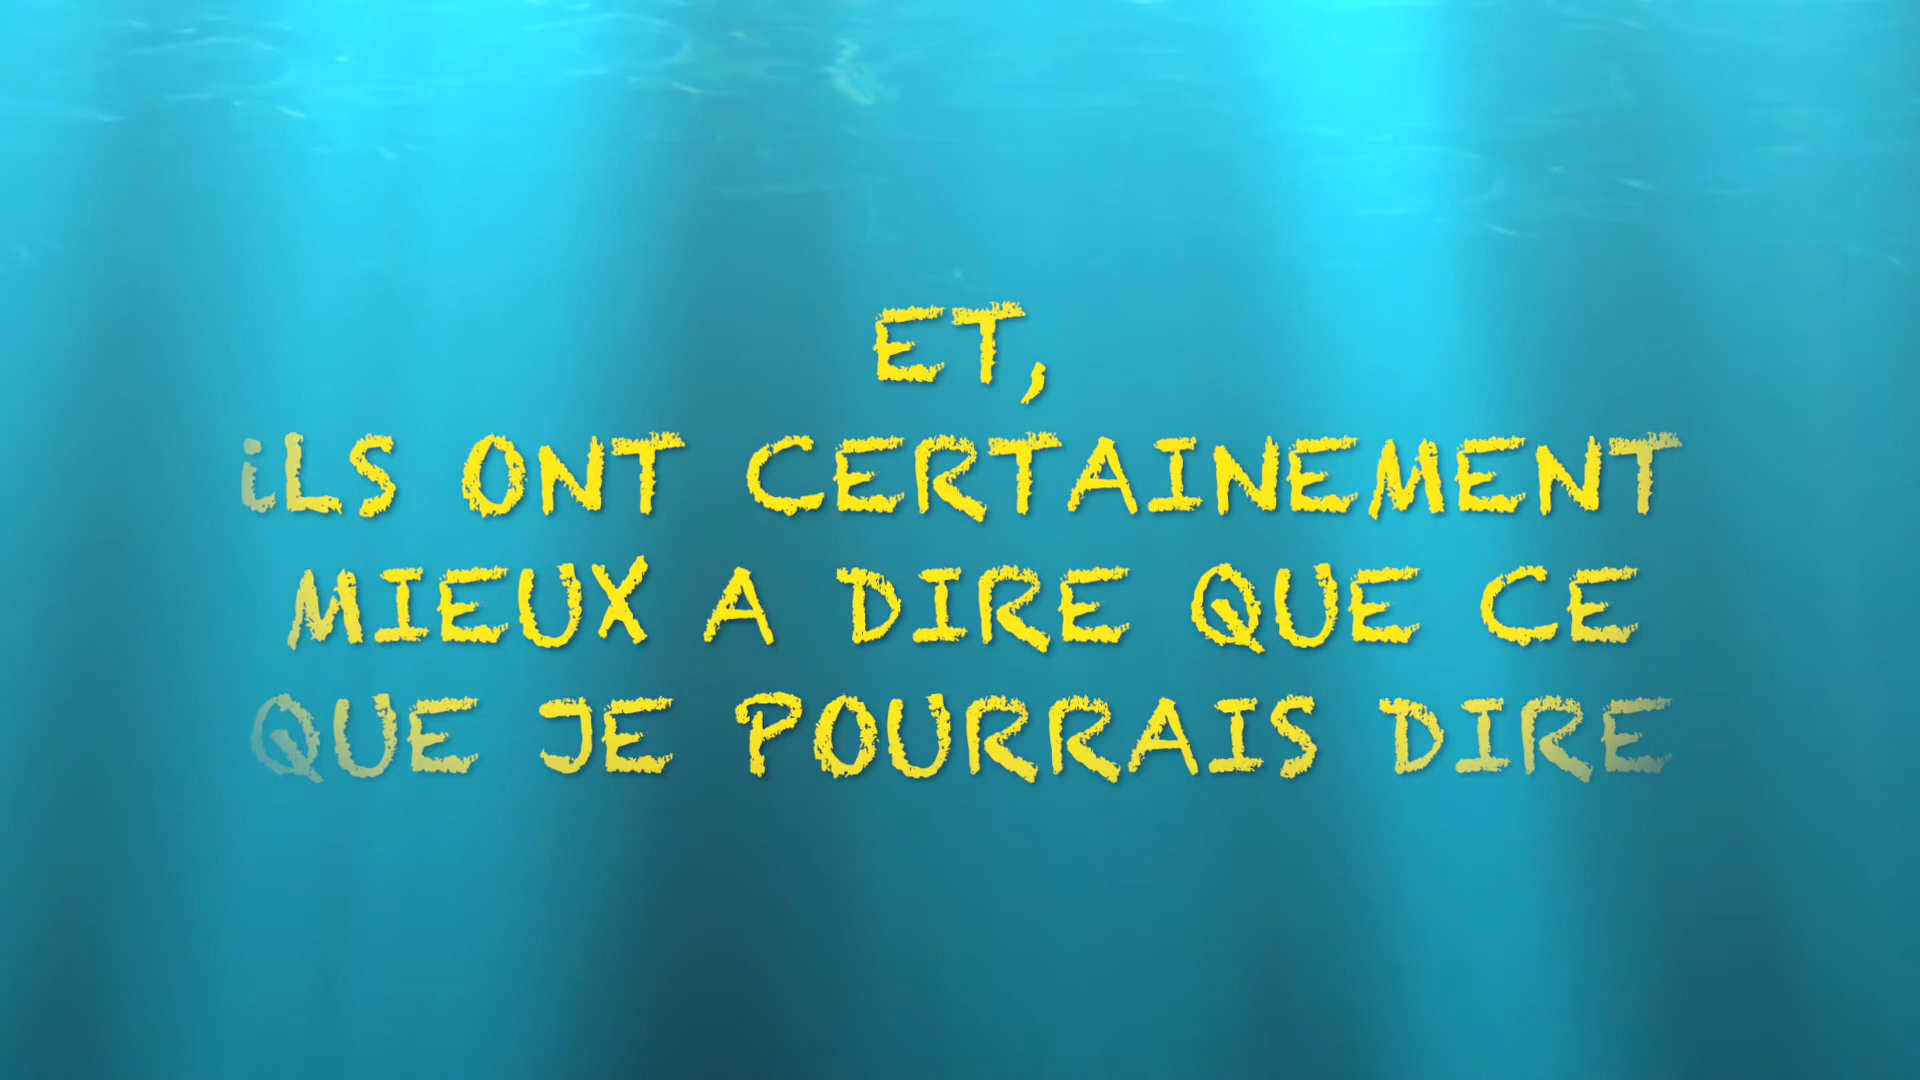 ET,
iLS ONT CERTAINEMENT
MIEUX A DIRE QUE CE
QUE JE POURRAIS DIRE